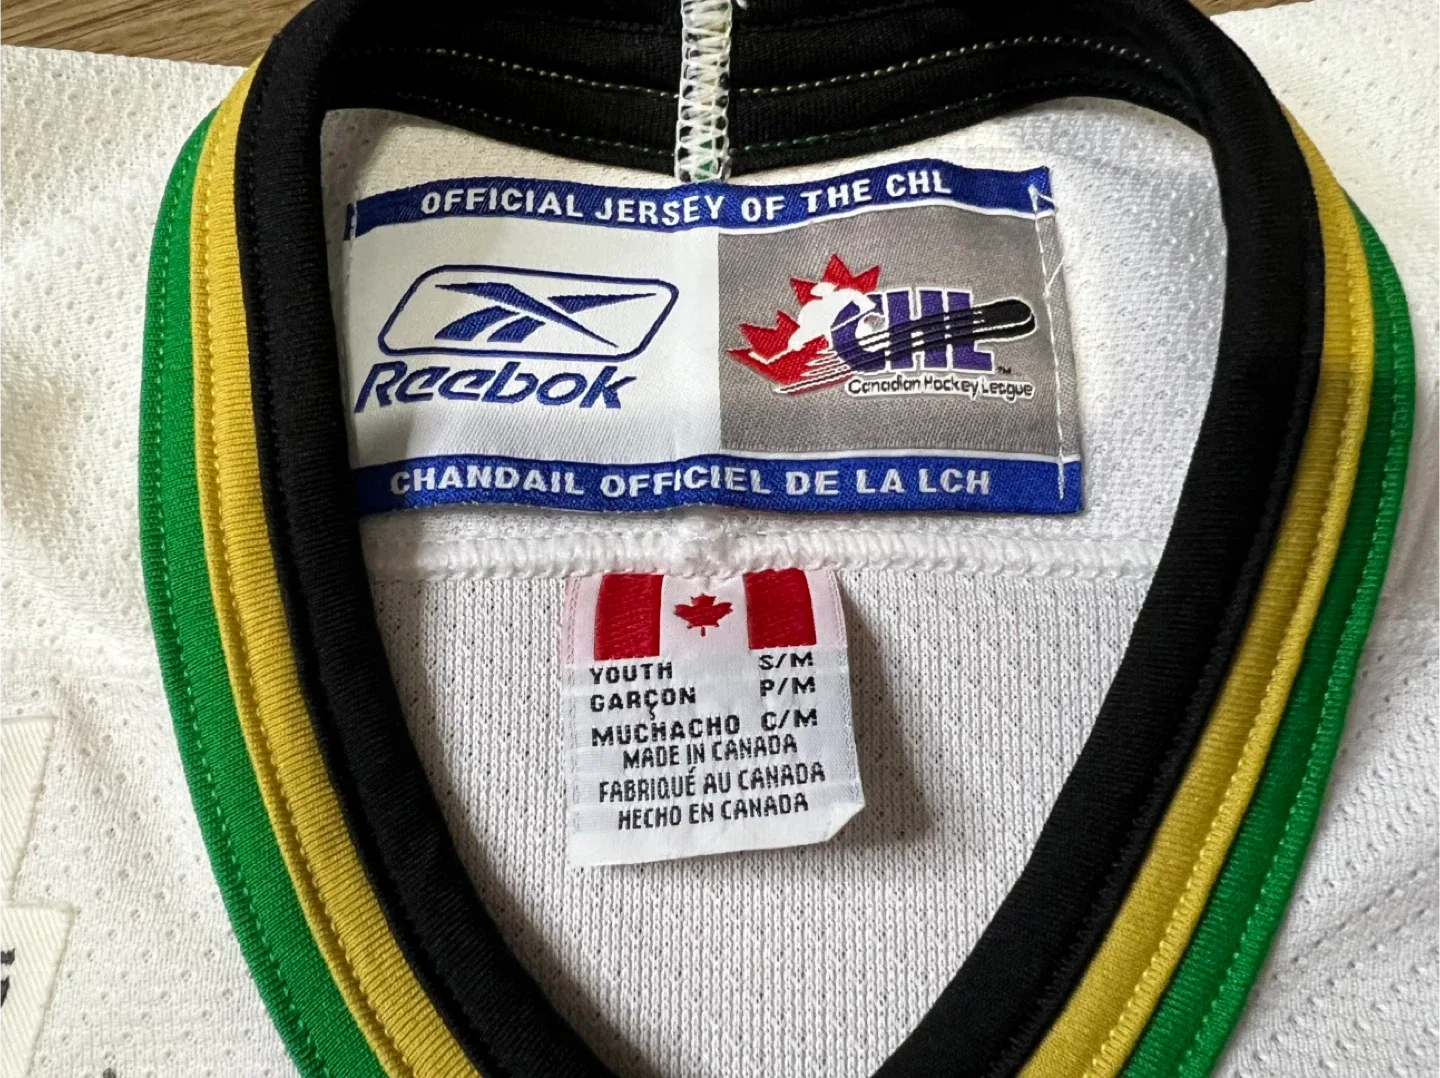 OFFICIAL JERSEY OF THE CHL
Reebok
CHL™
Canadian Hockey League
CHANDAIL OFFICIEL DE LA LCH
YOUTH S/M
GARÇON P/M
MUCHACHO C/M
MADE IN CANADA
FABRIQUÉ AU CANADA
HECHO EN CANADA